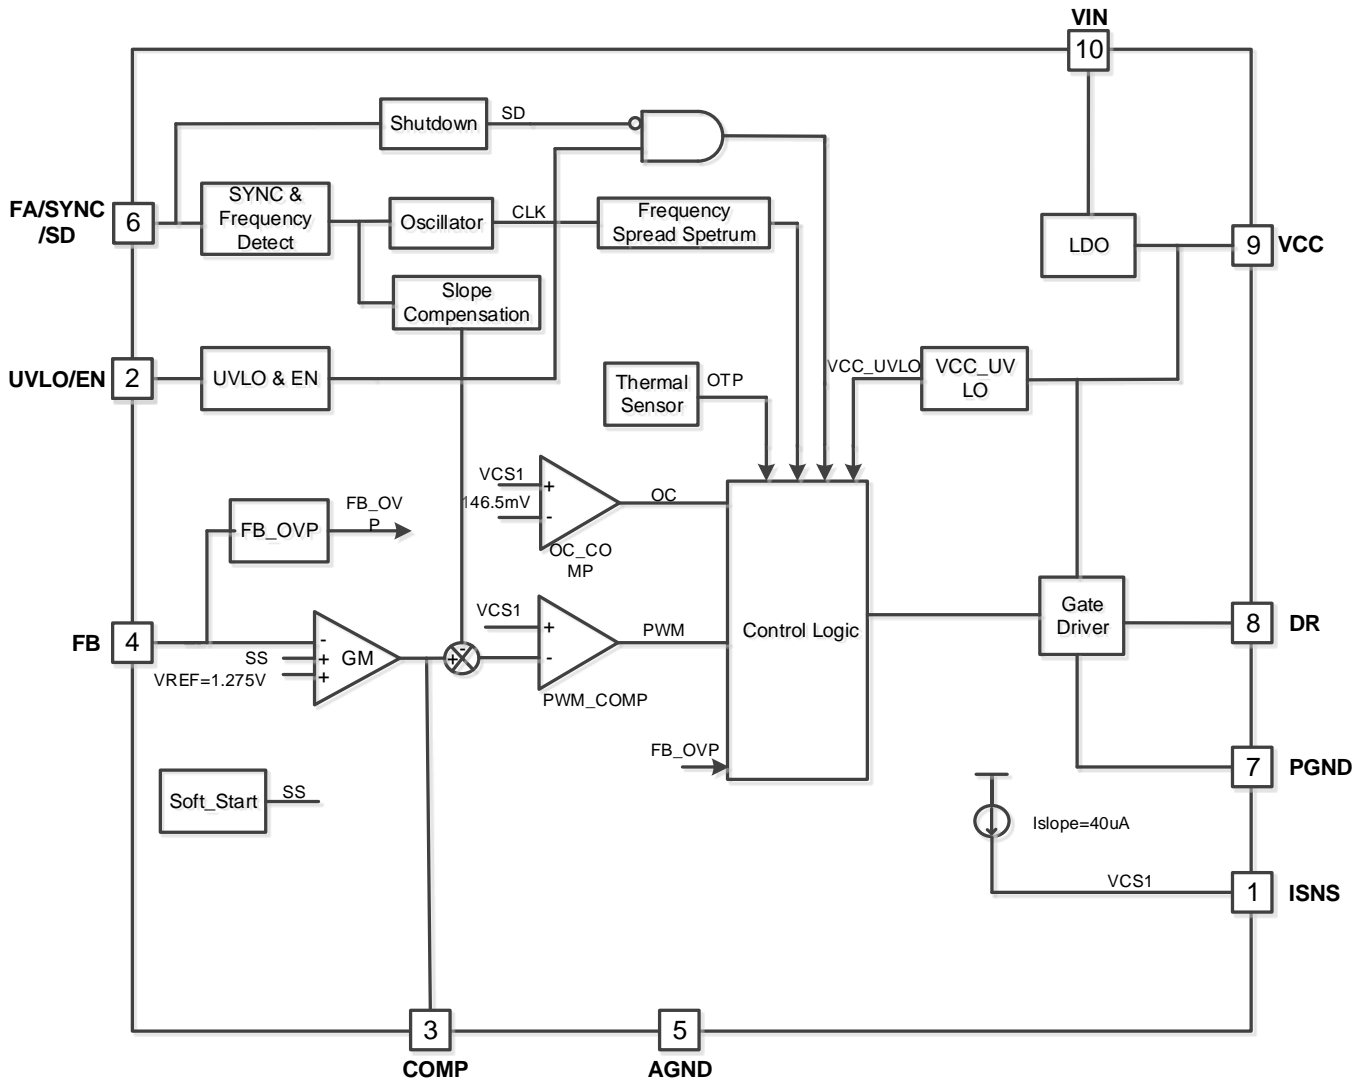 VIN
10
Shutdown
SD
FA/SYNC
/SD
6
SYNC &
Frequency
Detect
Oscillator
CLK
Frequency
Spread Spetrum
LDO
9
VCC
Slope
Compensation
UVLO/EN
2
UVLO & EN
Thermal
Sensor
OTP
VCC_UVLO
VCC_UV
LO
VCS1
+
146.5mV
-
OC
OC_CO
MP
FB_OVP
FB_OV
P
FB
4
-
SS
+
VREF=1.275V
+
GM
+
-
VCS1
+
-
PWM
PWM_COMP
Control Logic
Gate
Driver
8
DR
FB_OVP
7
PGND
Soft_Start
SS
Islope=40uA
VCS1
1
ISNS
3
COMP
5
AGND